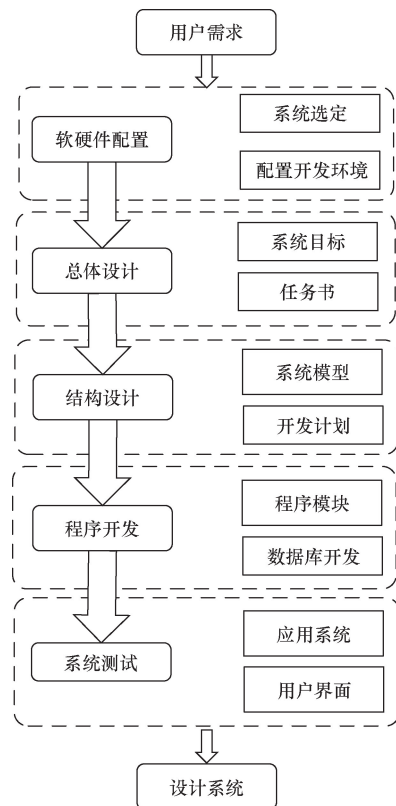 用户需求
系统选定
软硬件配置
配置开发环境
系统目标
总体设计
任务书
系统模型
结构设计
开发计划
程序模块
程序开发
数据库开发
应用系统
系统测试
用户界面
设计系统